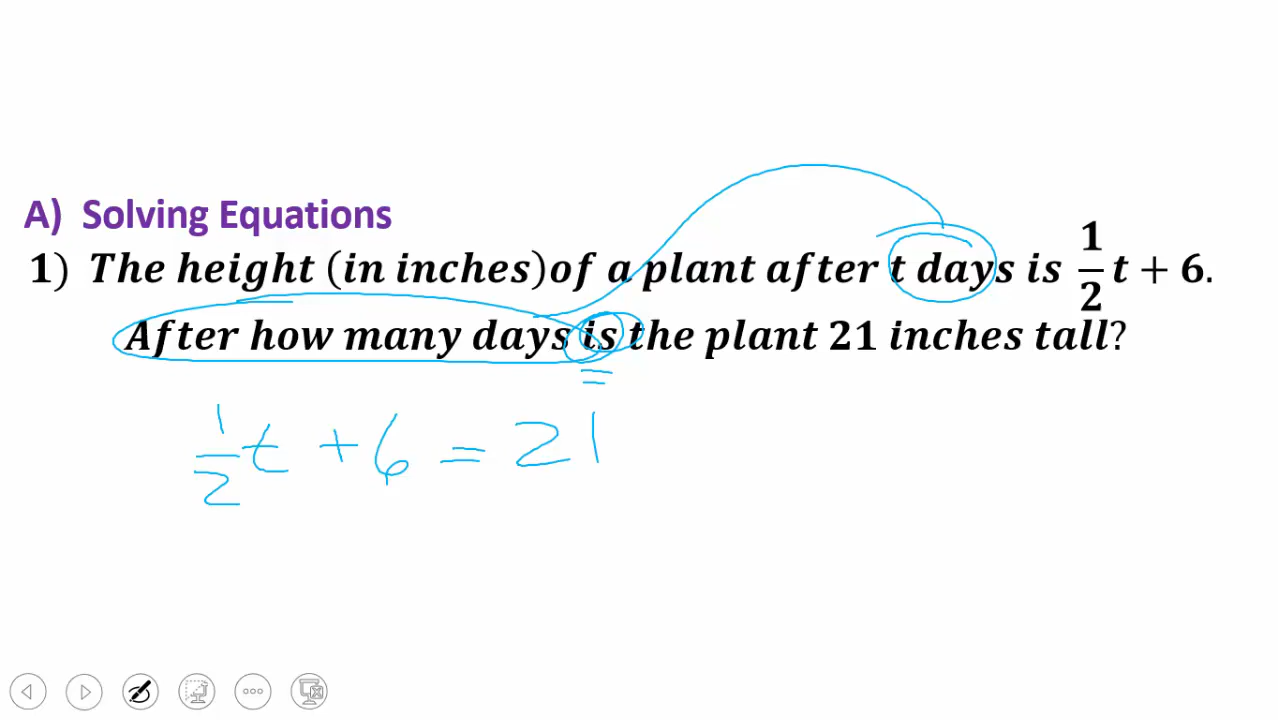 A) Solving Equations
1) The height (in inches)of a plant after t days is 1/2 t + 6.
After how many days is the plant 21 inches tall?
1/2 t + 6 = 21